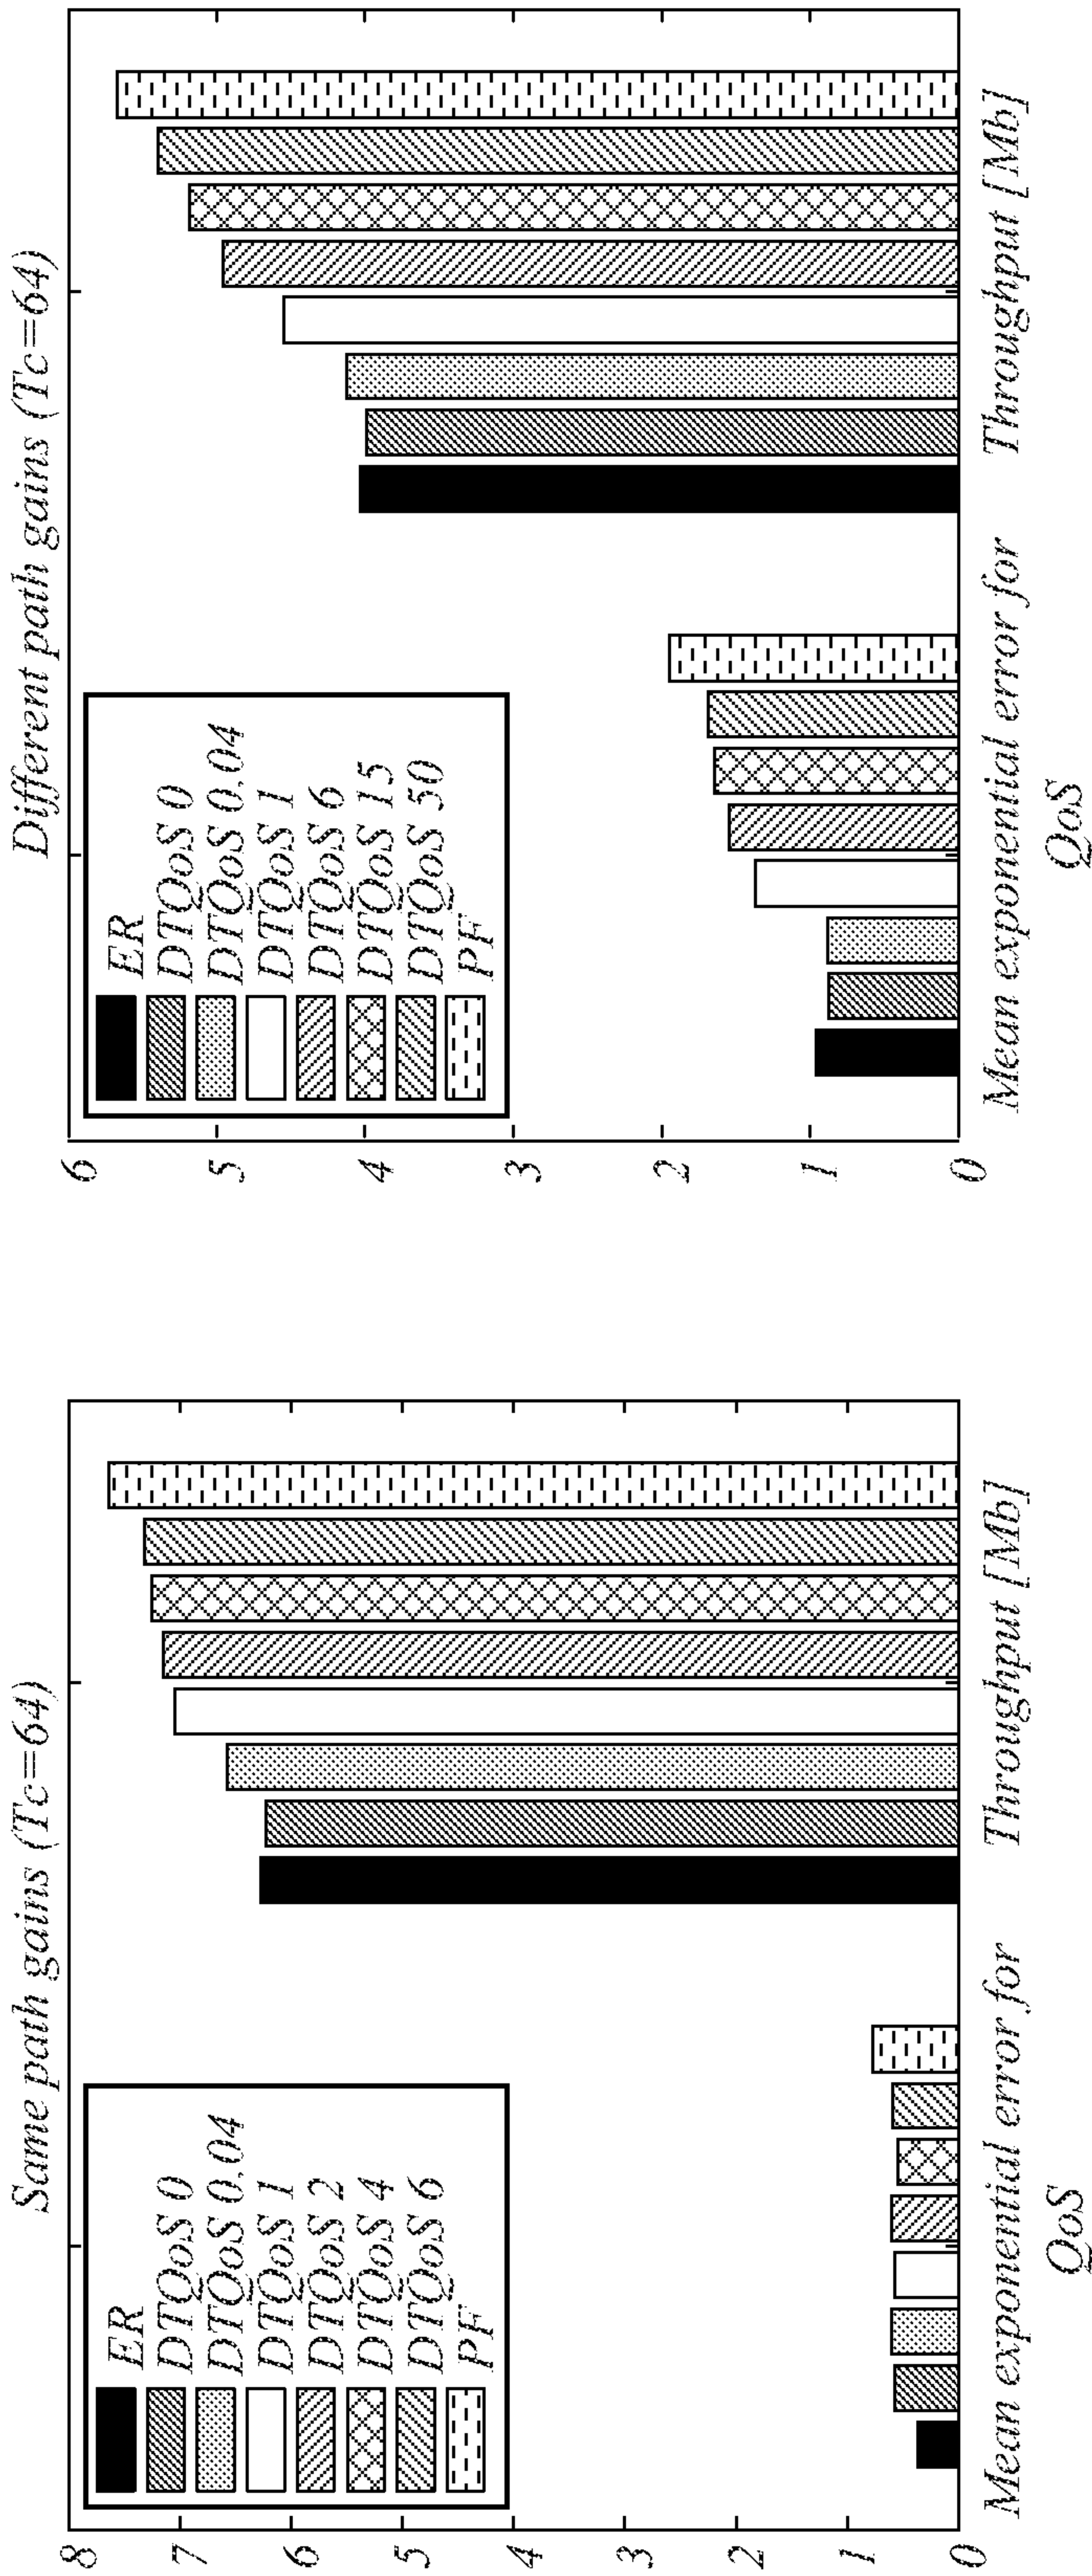 Same path gains (Tc=64)
8
7
6
5
4
3
2
1
0
ER
DTQoS 0
DTQoS 0.04
DTQoS 1
DTQoS 2
DTQoS 4
DTQoS 6
PF
Mean exponential error for
QoS
Throughput [Mb]
Different path gains (Tc=64)
6
5
4
3
2
1
0
ER
DTQoS 0
DTQoS 0.04
DTQoS 1
DTQoS 6
DTQoS 15
DTQoS 50
PF
Mean exponential error for
QoS
Throughput [Mb]